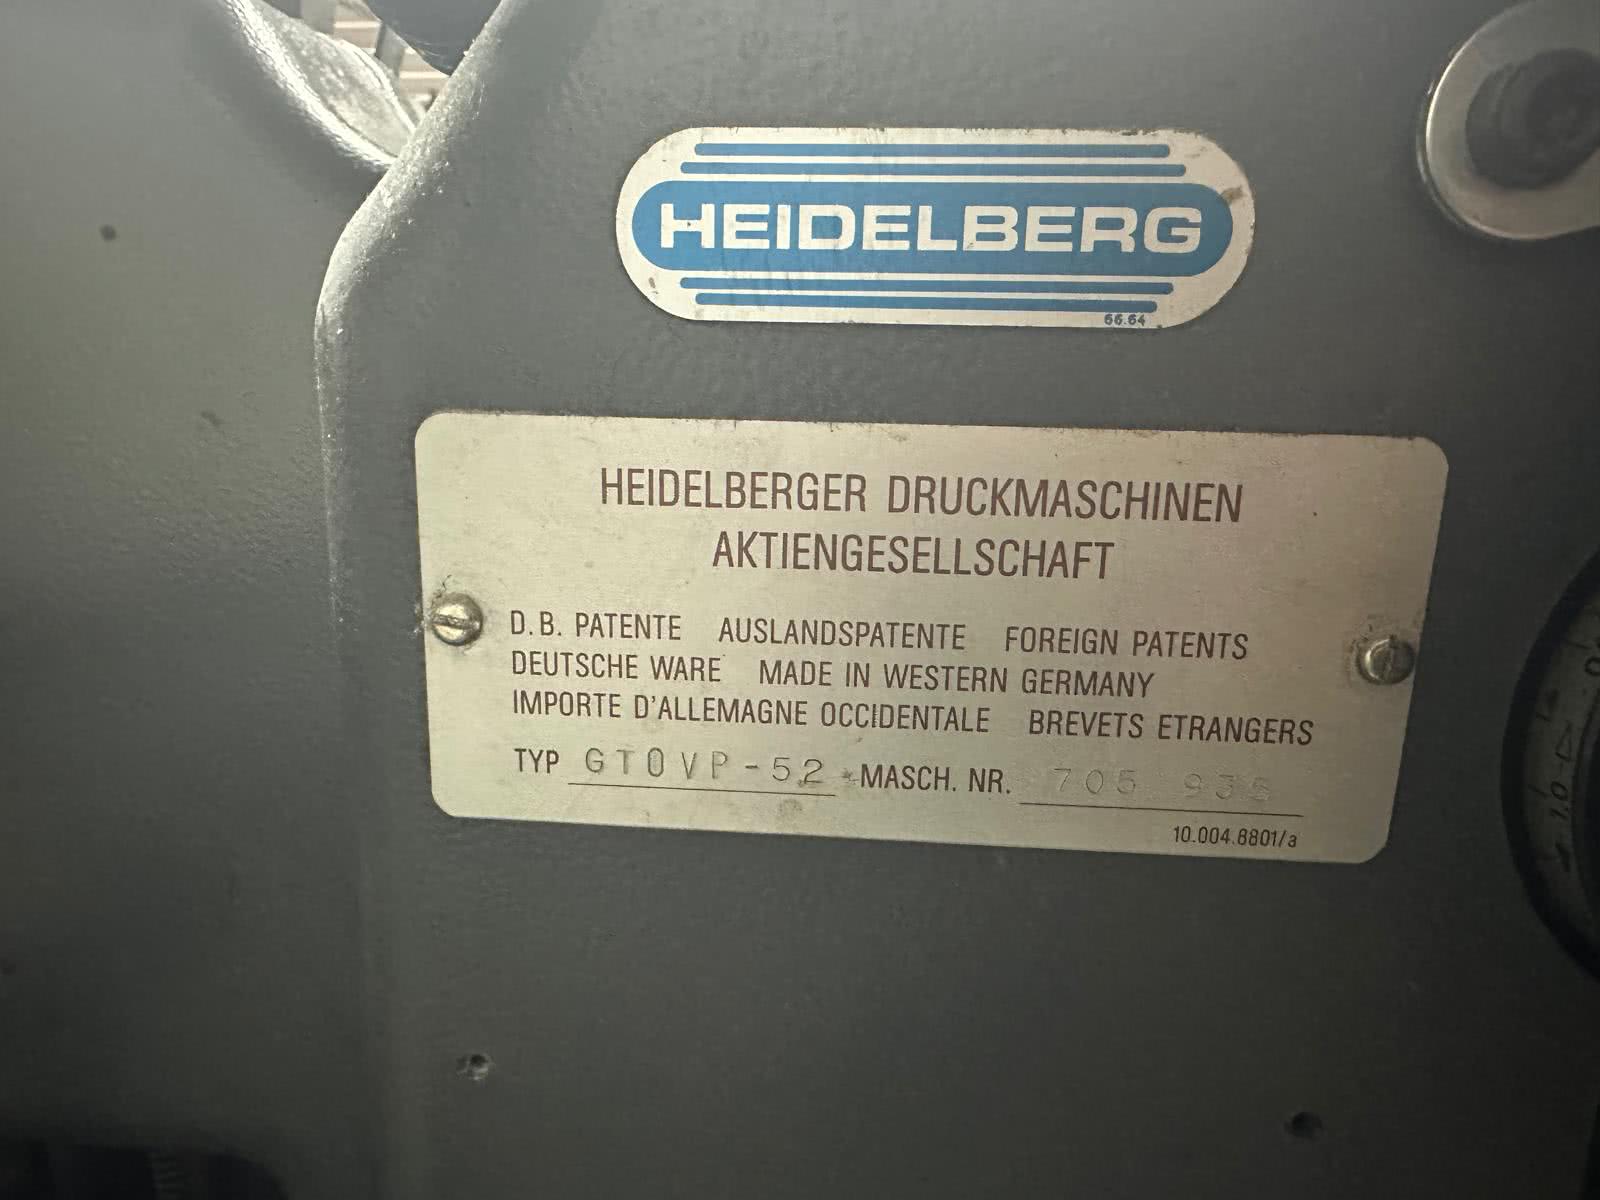 HEIDELBERG
66.64
HEIDELBERGER DRUCKMASCHINEN
AKTIENGESELLSCHAFT
D.B. PATENTE AUSLANDSPATENTE FOREIGN PATENTS
DEUTSCHE WARE MADE IN WESTERN GERMANY
IMPORTE D'ALLEMAGNE OCCIDENTALE BREVETS ETRANGERS
TYP GTOVP-52 MASCH. NR. 705
10.004.8801/a